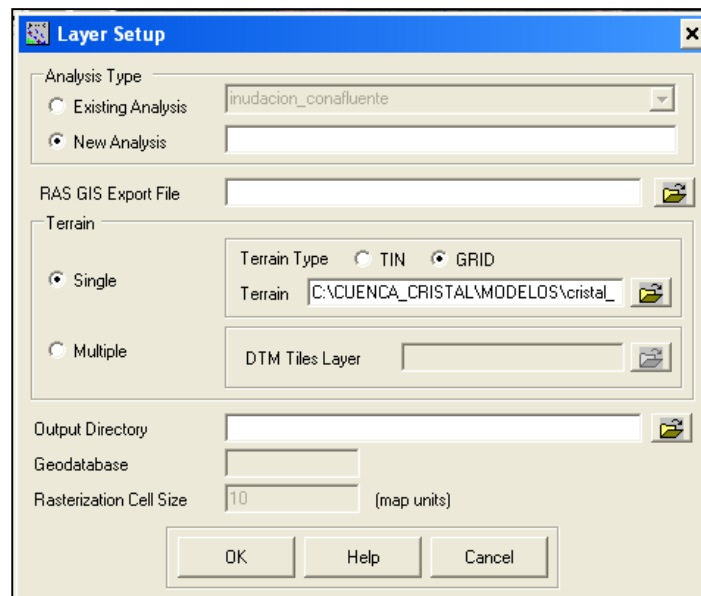 Layer Setup
Analysis Type
Existing Analysis
inudacion_conafluente
New Analysis
RAS GIS Export File
Terrain
Single
Terrain Type TIN GRID
Terrain C:\CUENCA_CRISTAL\MODELOS\cristal_
Multiple
DTM Tiles Layer
Output Directory
Geodatabase
Rasterization Cell Size 10 (map units)
OK Help Cancel